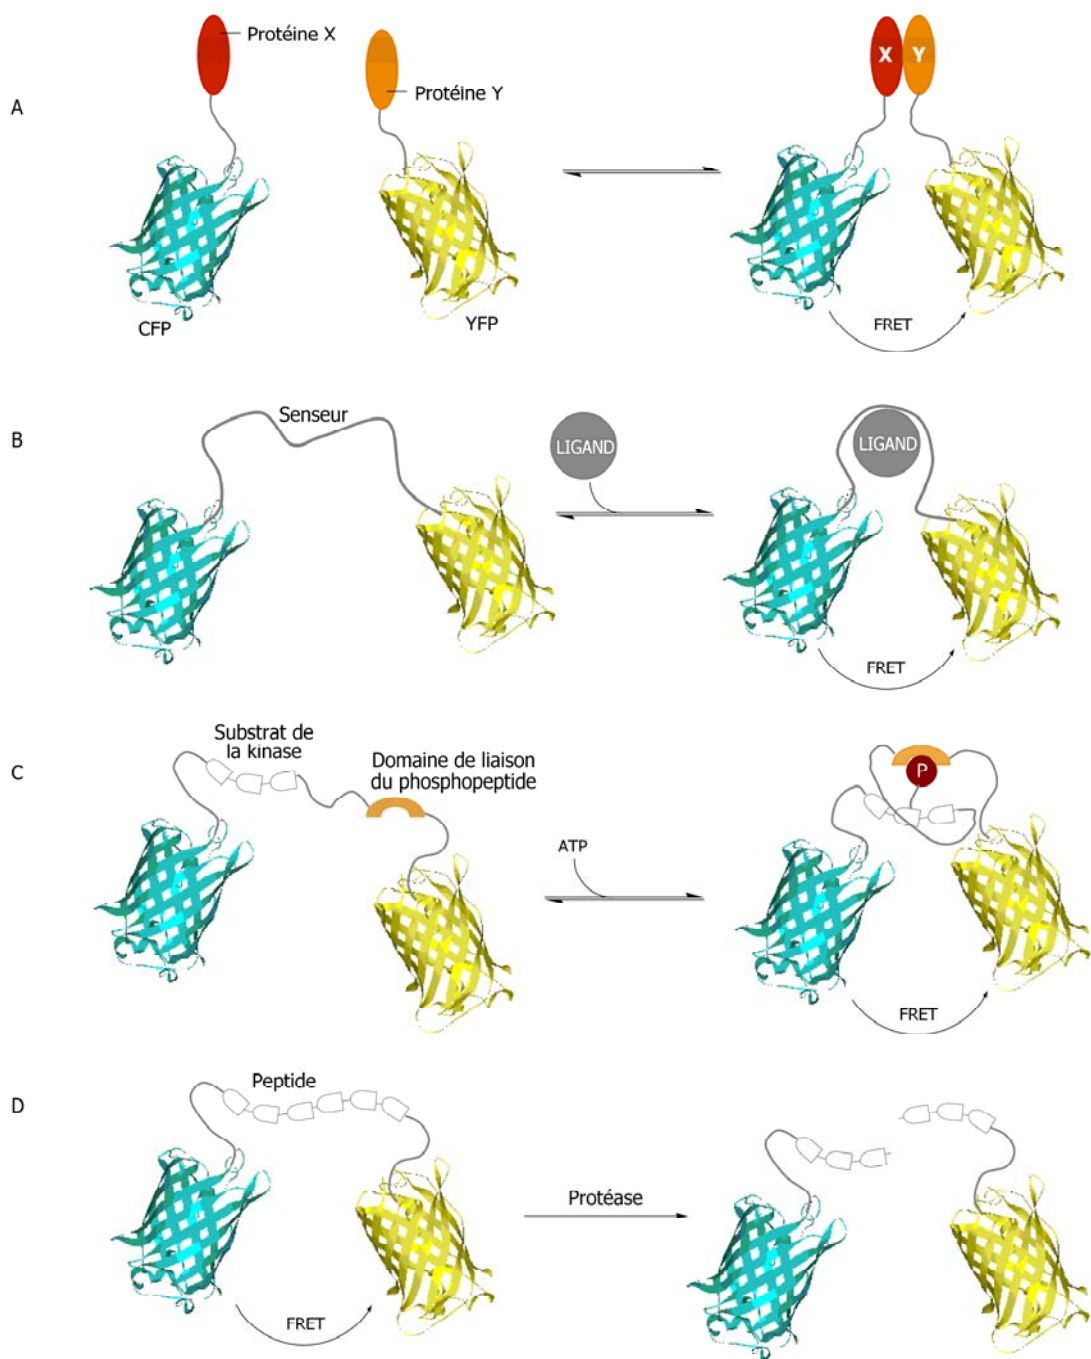 A
Protéine X
Protéine Y
X Y
CFP
YFP
FRET
B
Senseur
LIGAND
LIGAND
FRET
C
Substrat de
la kinase
Domaine de liaison
du phosphopeptide
ATP
P
FRET
D
Peptide
Protéase
FRET